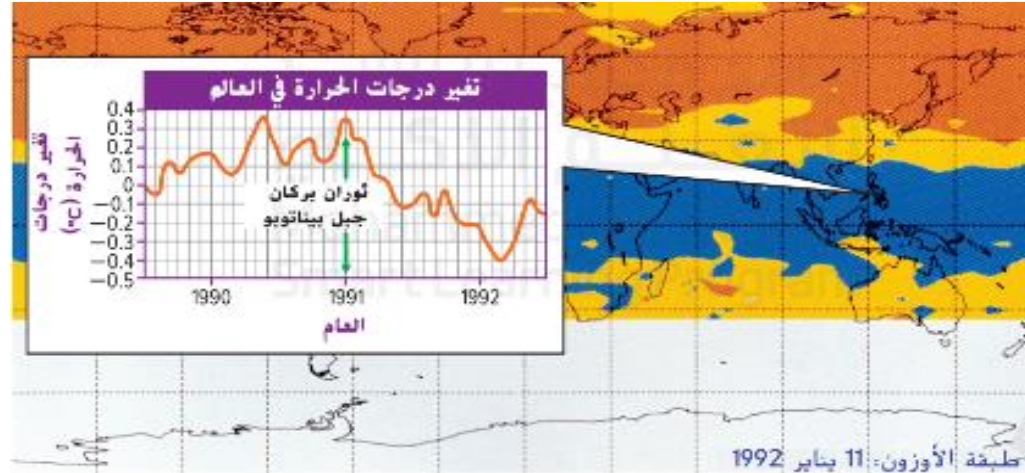 تغير درجات الحرارة في العالم
تغير درجات
الحرارة (°C)
0.4
0.3
0.2
0.1
0
−0.1
−0.2
−0.3
−0.4
−0.5
ثوران بركان
جبل بيناتوبو
1990
1991
1992
العام
طبقة الأوزون: 11 يناير 1992